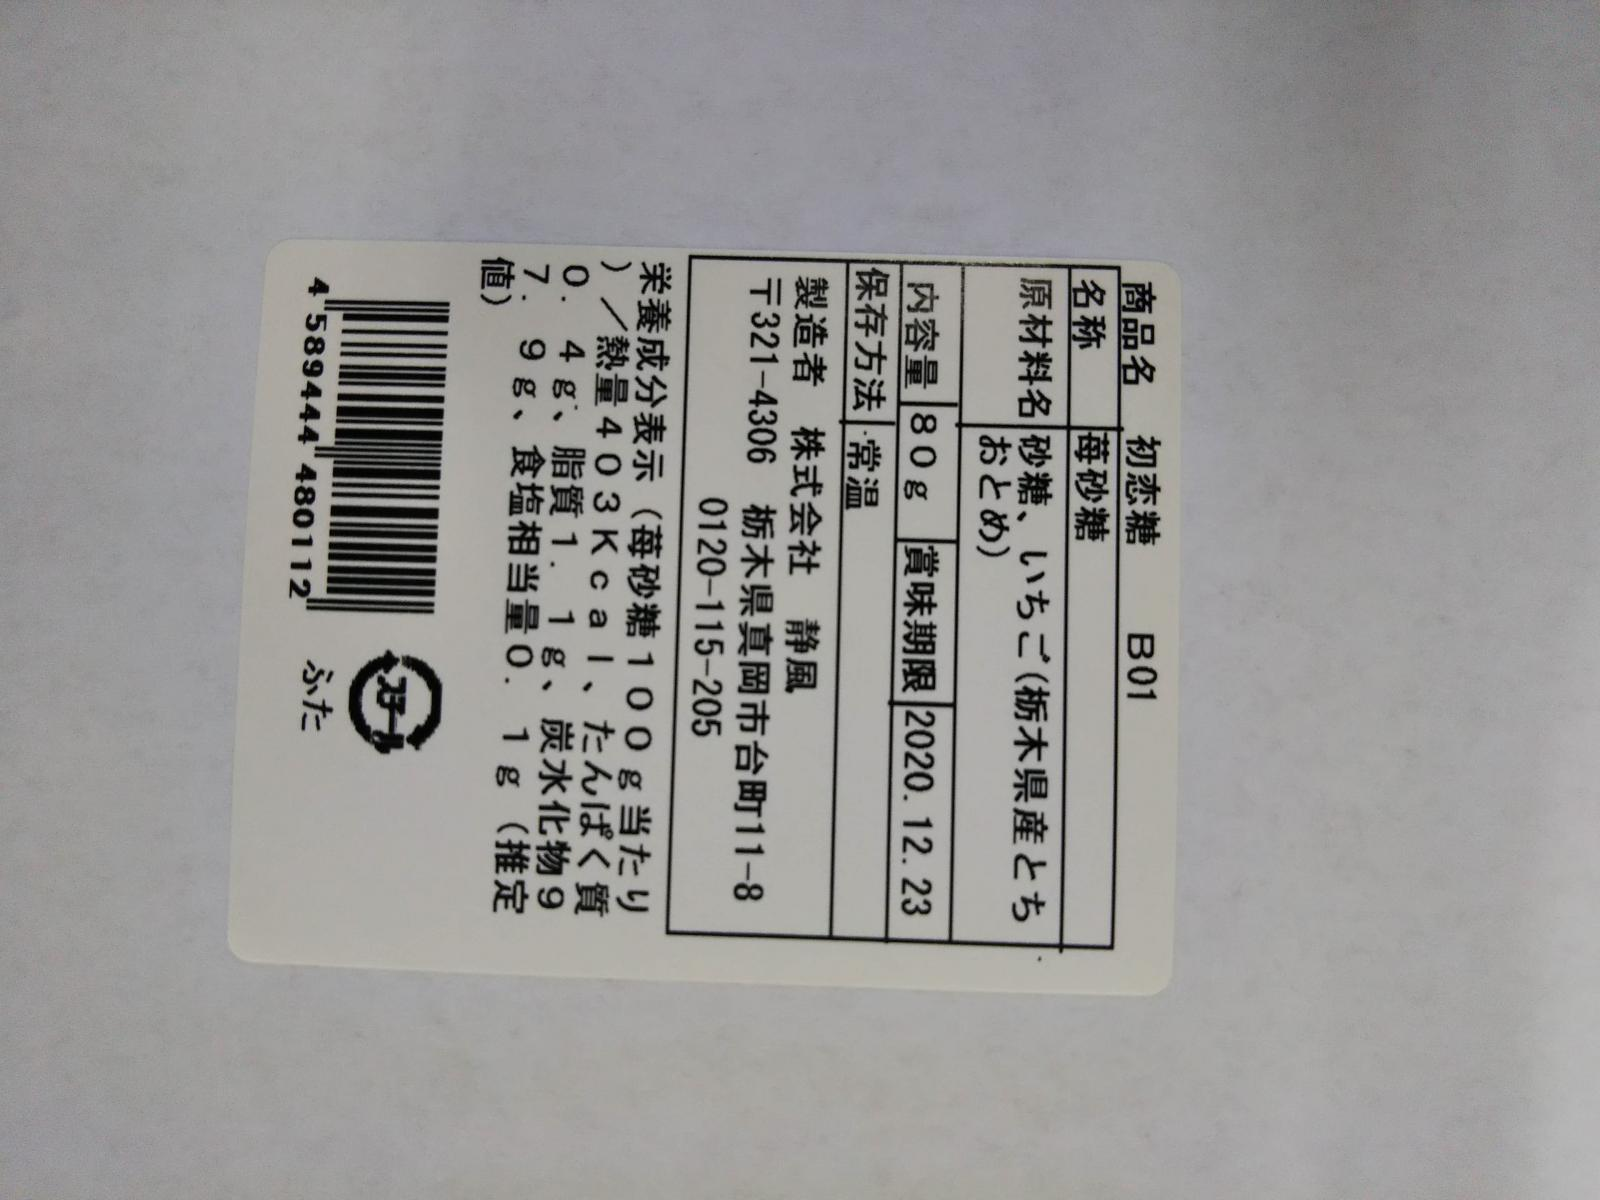 商品名　初恋糖　　B01
名称　苺砂糖
原材料名　砂糖、いちご(栃木県産とち
おとめ)
内容量　８０ｇ　賞味期限　2020.12.23
保存方法　常温
製造者　株式会社　静風
〒321-4306　栃木県真岡市台町11-8
0120-115-205
栄養成分表示（苺砂糖１００ｇ当たり
）／熱量４０３Ｋｃａｌ、たんぱく質
０．４ｇ、脂質１．１ｇ、炭水化物９
７．９ｇ、食塩相当量０．１ｇ（推定
値）
4 589444 480112
スチール
ふた